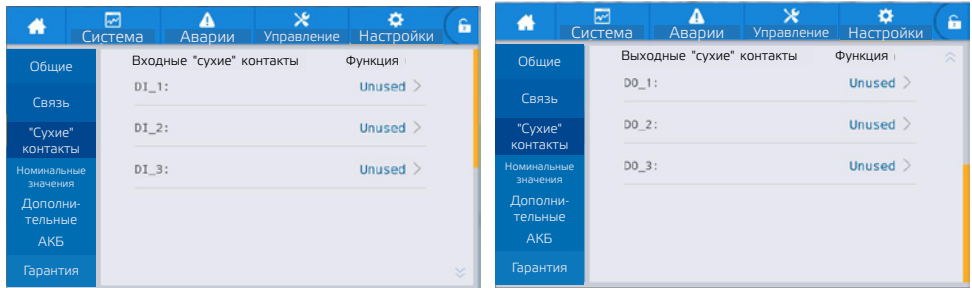 Система Аварии Управление Настройки
Общие
Связь
"Сухие"
контакты
Номинальные
значения
Дополни-
тельные
АКБ
Гарантия
Входные "сухие" контакты Функция
DI_1: Unused >
DI_2: Unused >
DI_3: Unused >
Система Аварии Управление Настройки
Общие
Связь
"Сухие"
контакты
Номинальные
значения
Дополни-
тельные
АКБ
Гарантия
Выходные "сухие" контакты Функция
DO_1: Unused >
DO_2: Unused >
DO_3: Unused >